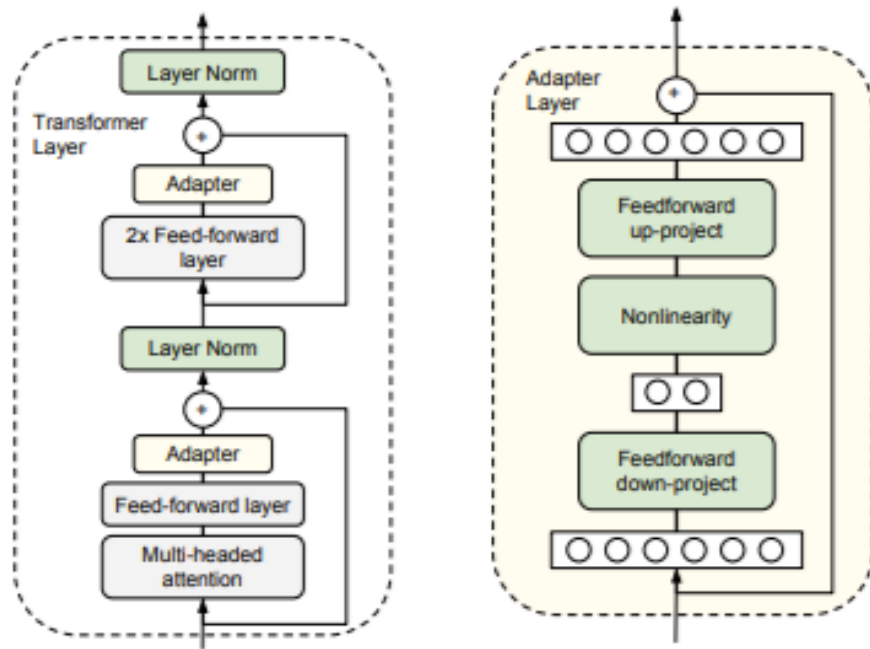 Layer Norm
Transformer
Layer
+
Adapter
2x Feed-forward
layer
Layer Norm
+
Adapter
Feed-forward layer
Multi-headed
attention
Adapter
Layer
+
Feedforward
up-project
Nonlinearity
Feedforward
down-project